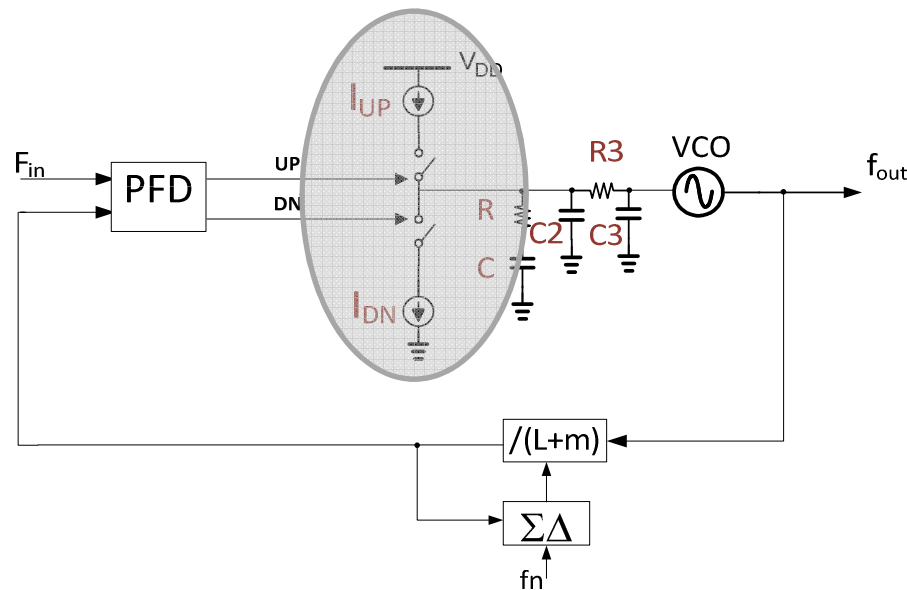 V_DD
I_UP
R3
VCO
F_in
UP
f_out
PFD
DN
R
C2
C3
C
I_DN
/(L+m)
ΣΔ
fn